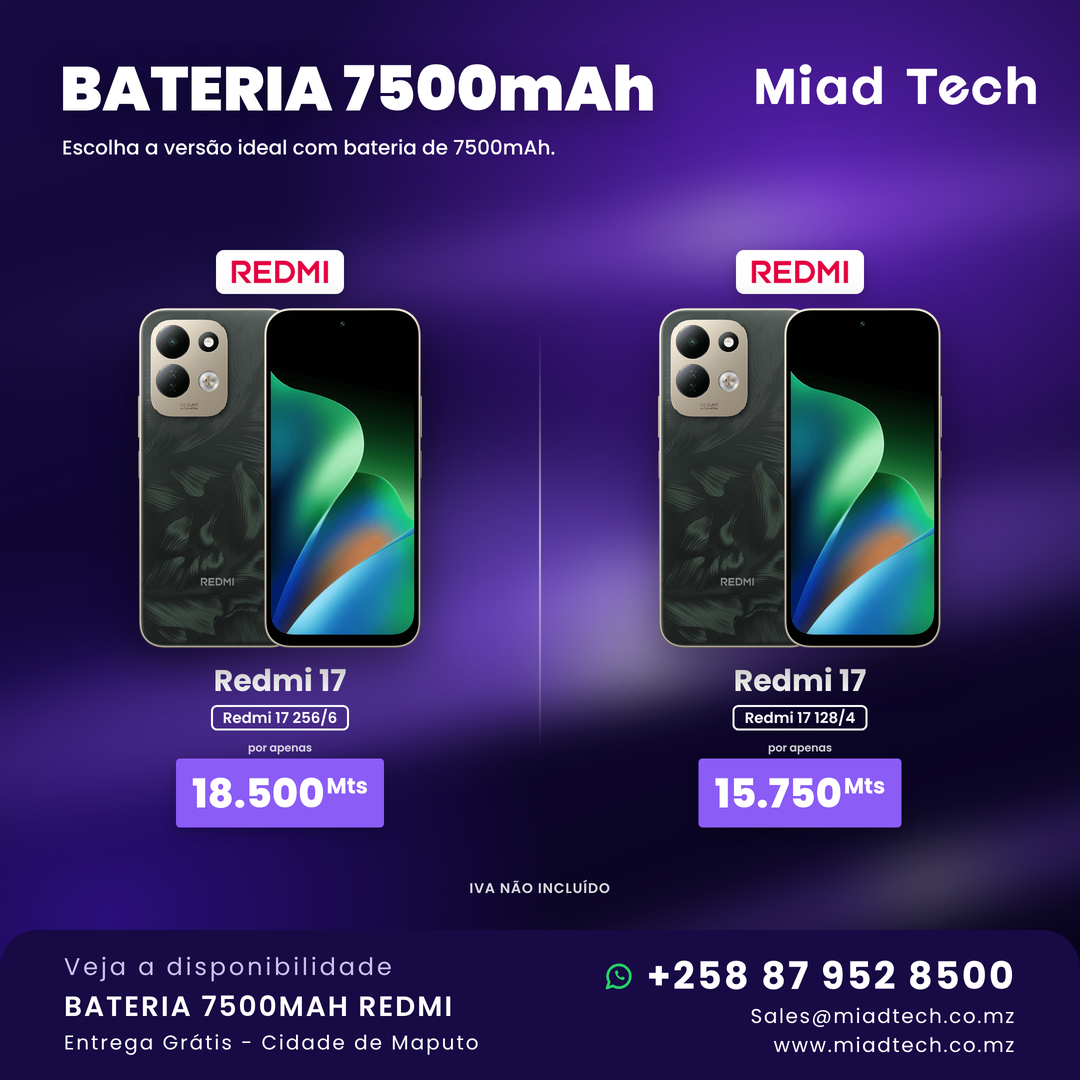 BATERIA 7500mAh
Miad Tech
Escolha a versão ideal com bateria de 7500mAh.
REDMI
REDMI
REDMI
REDMI
Redmi 17
Redmi 17 256/6
por apenas
18.500Mts
Redmi 17
Redmi 17 128/4
por apenas
15.750Mts
IVA NÃO INCLUÍDO
Veja a disponibilidade
BATERIA 7500MAH REDMI
Entrega Grátis - Cidade de Maputo
+258 87 952 8500
Sales@miadtech.co.mz
www.miadtech.co.mz